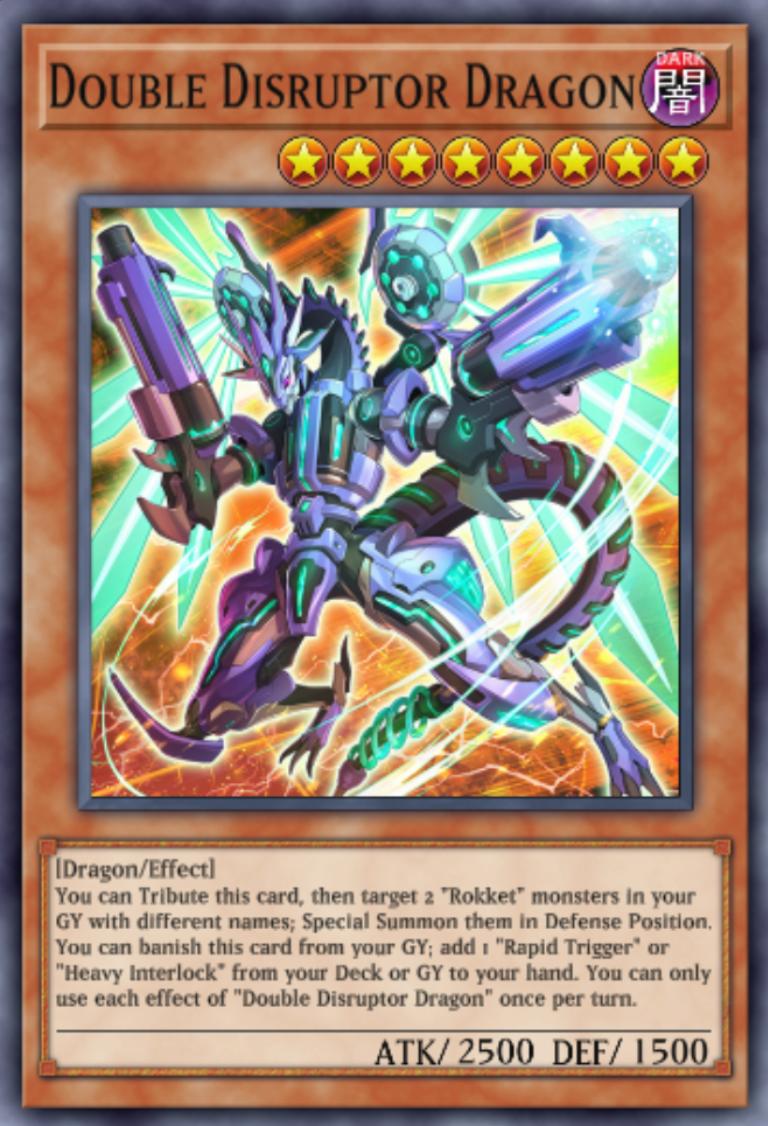 DOUBLE DISRUPTOR DRAGON
DARK
闇
[Dragon/Effect]
You can Tribute this card, then target 2 "Rokket" monsters in your
GY with different names; Special Summon them in Defense Position.
You can banish this card from your GY; add 1 "Rapid Trigger" or
"Heavy Interlock" from your Deck or GY to your hand. You can only
use each effect of "Double Disruptor Dragon" once per turn.
ATK/ 2500 DEF/ 1500